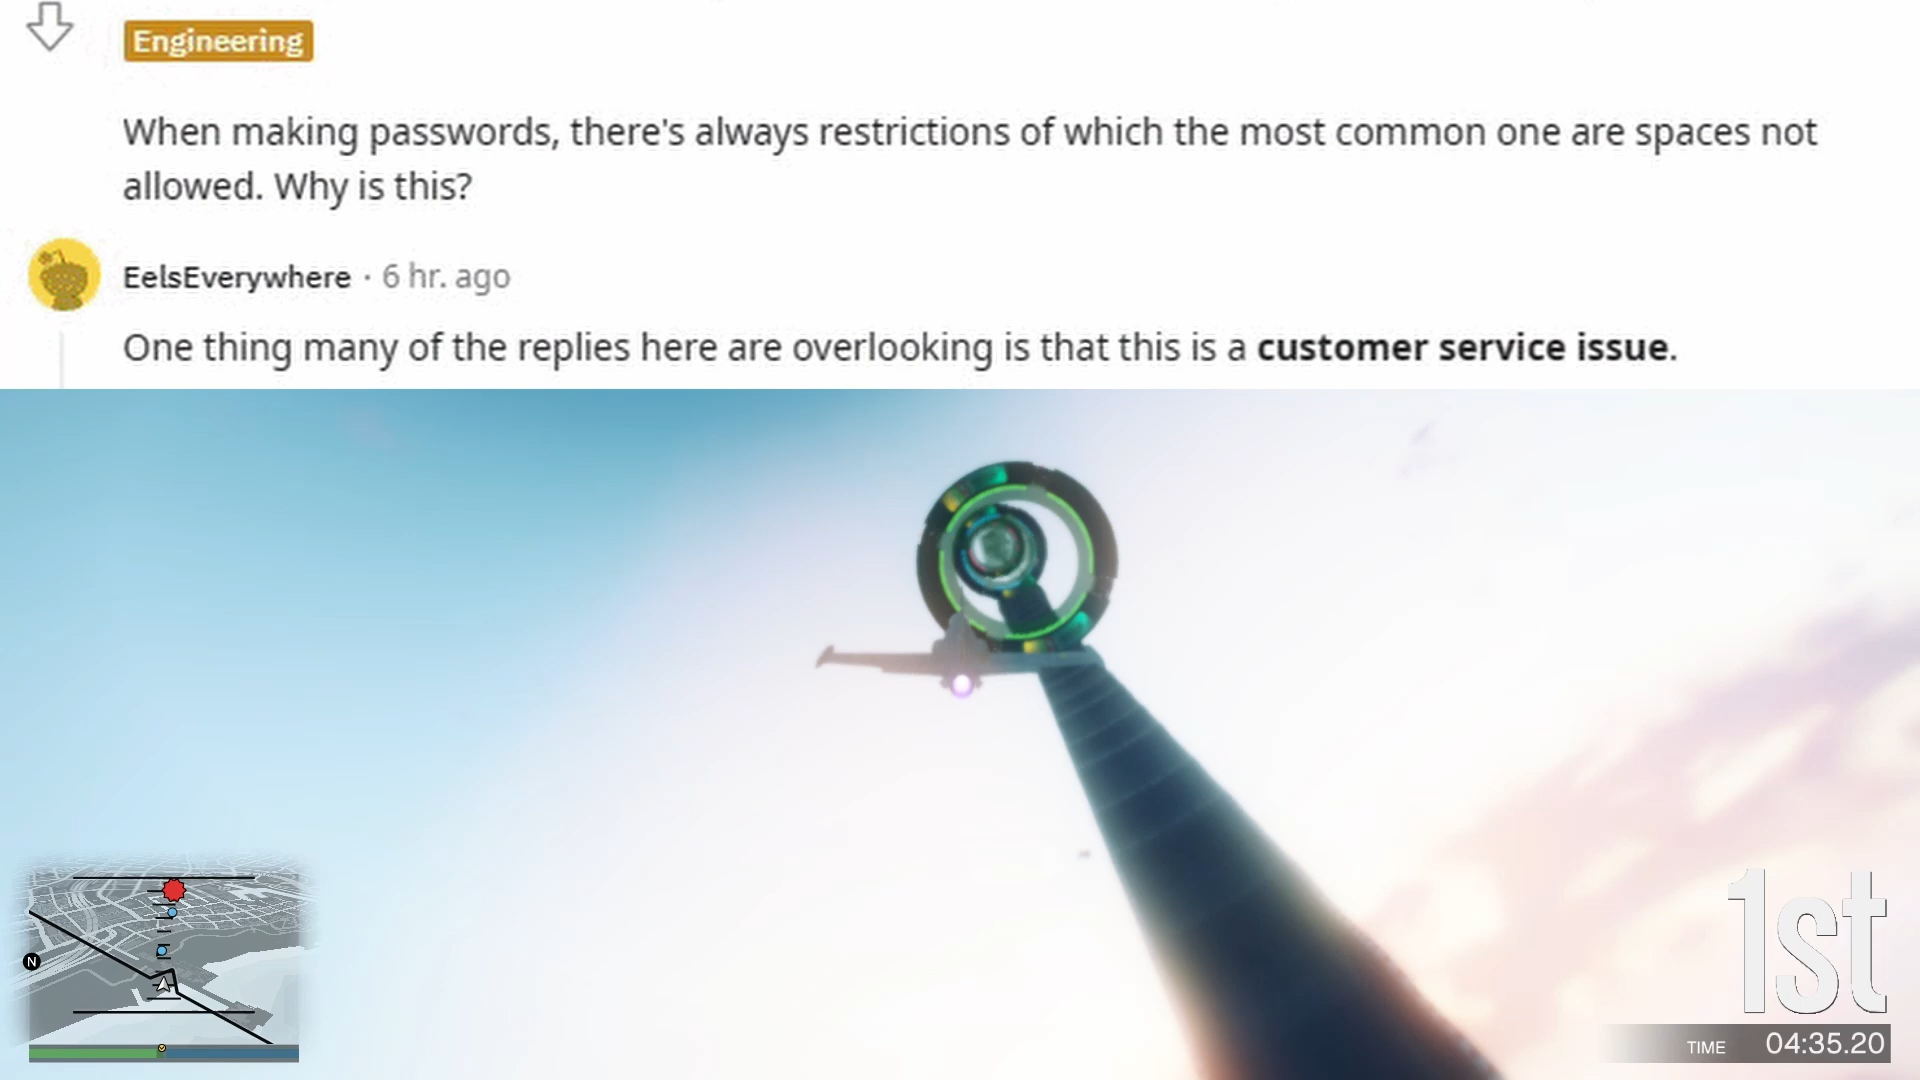 Engineering
When making passwords, there's always restrictions of which the most common one are spaces not
allowed. Why is this?
EelsEverywhere · 6 hr. ago
One thing many of the replies here are overlooking is that this is a customer service issue.
N
1st
TIME 04:35.20